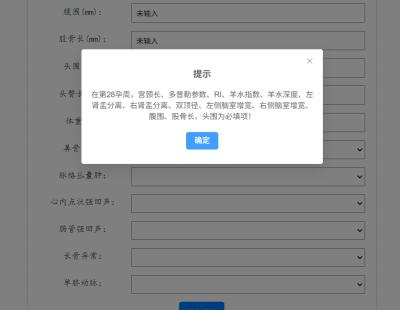 腹围(mm):
未输入
股骨长(mm):
未输入
头围
提示
在第28孕周，宫颈长、多普勒参数、RI、羊水指数、羊水深度、左
肾盂分离、右肾盂分离、双顶径、左侧脑室增宽、右侧脑室增宽、
腹围、股骨长、头围为必填项！
确定
头臀长
体重
鼻骨
脉络丛囊肿:
心内点状强回声:
肠管强回声:
长骨异常:
单脐动脉: